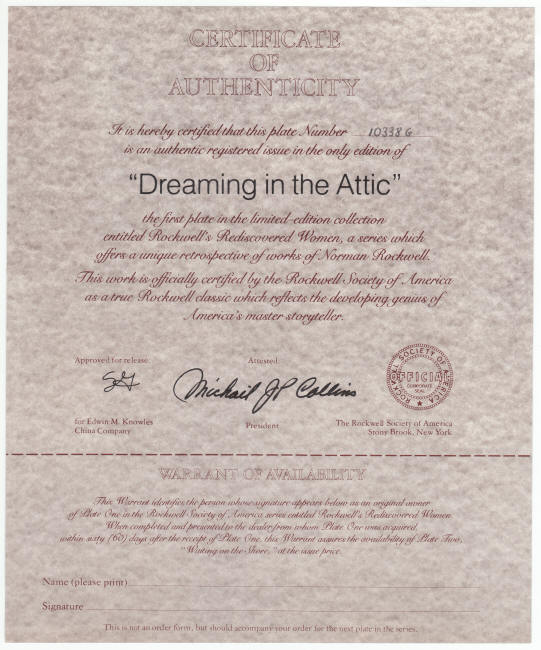 CERTIFICATE
OF
AUTHENTICITY
It is hereby certified that this plate Number 10338 G
is an authentic registered issue in the only edition of
"Dreaming in the Attic"
the first plate in the limited-edition collection
entitled Rockwell's Rediscovered Women, a series which
offers a unique retrospective of works of Norman Rockwell.
This work is officially certified by the Rockwell Society of America
as a true Rockwell classic which reflects the developing genius of
America's master storyteller.
Approved for release:
Attested:
Michail JP Collins
ROCKWELL SOCIETY OF AMERICA
OFFICIAL
CORPORATE
SEAL
for Edwin M. Knowles
China Company
President
The Rockwell Society of America
Stony Brook, New York
WARRANT OF AVAILABILITY
This Warrant identifies the person whose signature appears below as an original owner
of Plate One in the Rockwell Society of America series entitled Rockwell's Rediscovered Women.
When completed and presented to the dealer from whom Plate One was acquired,
within sixty (60) days after the receipt of Plate One, this Warrant assures the availability of Plate Two,
"Waiting on the Shore," at the issue price.
Name (please print)
Signature
This is not an order form, but should accompany your order for the next plate in the series.